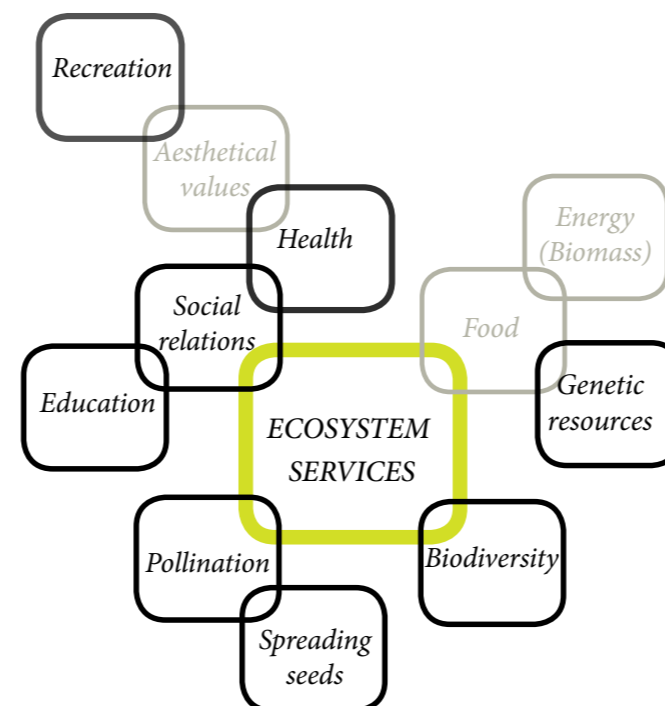 Recreation
Aesthetical
values
Health
Energy
(Biomass)
Social
relations
Food
Education
Genetic
resources
ECOSYSTEM
SERVICES
Pollination
Biodiversity
Spreading
seeds